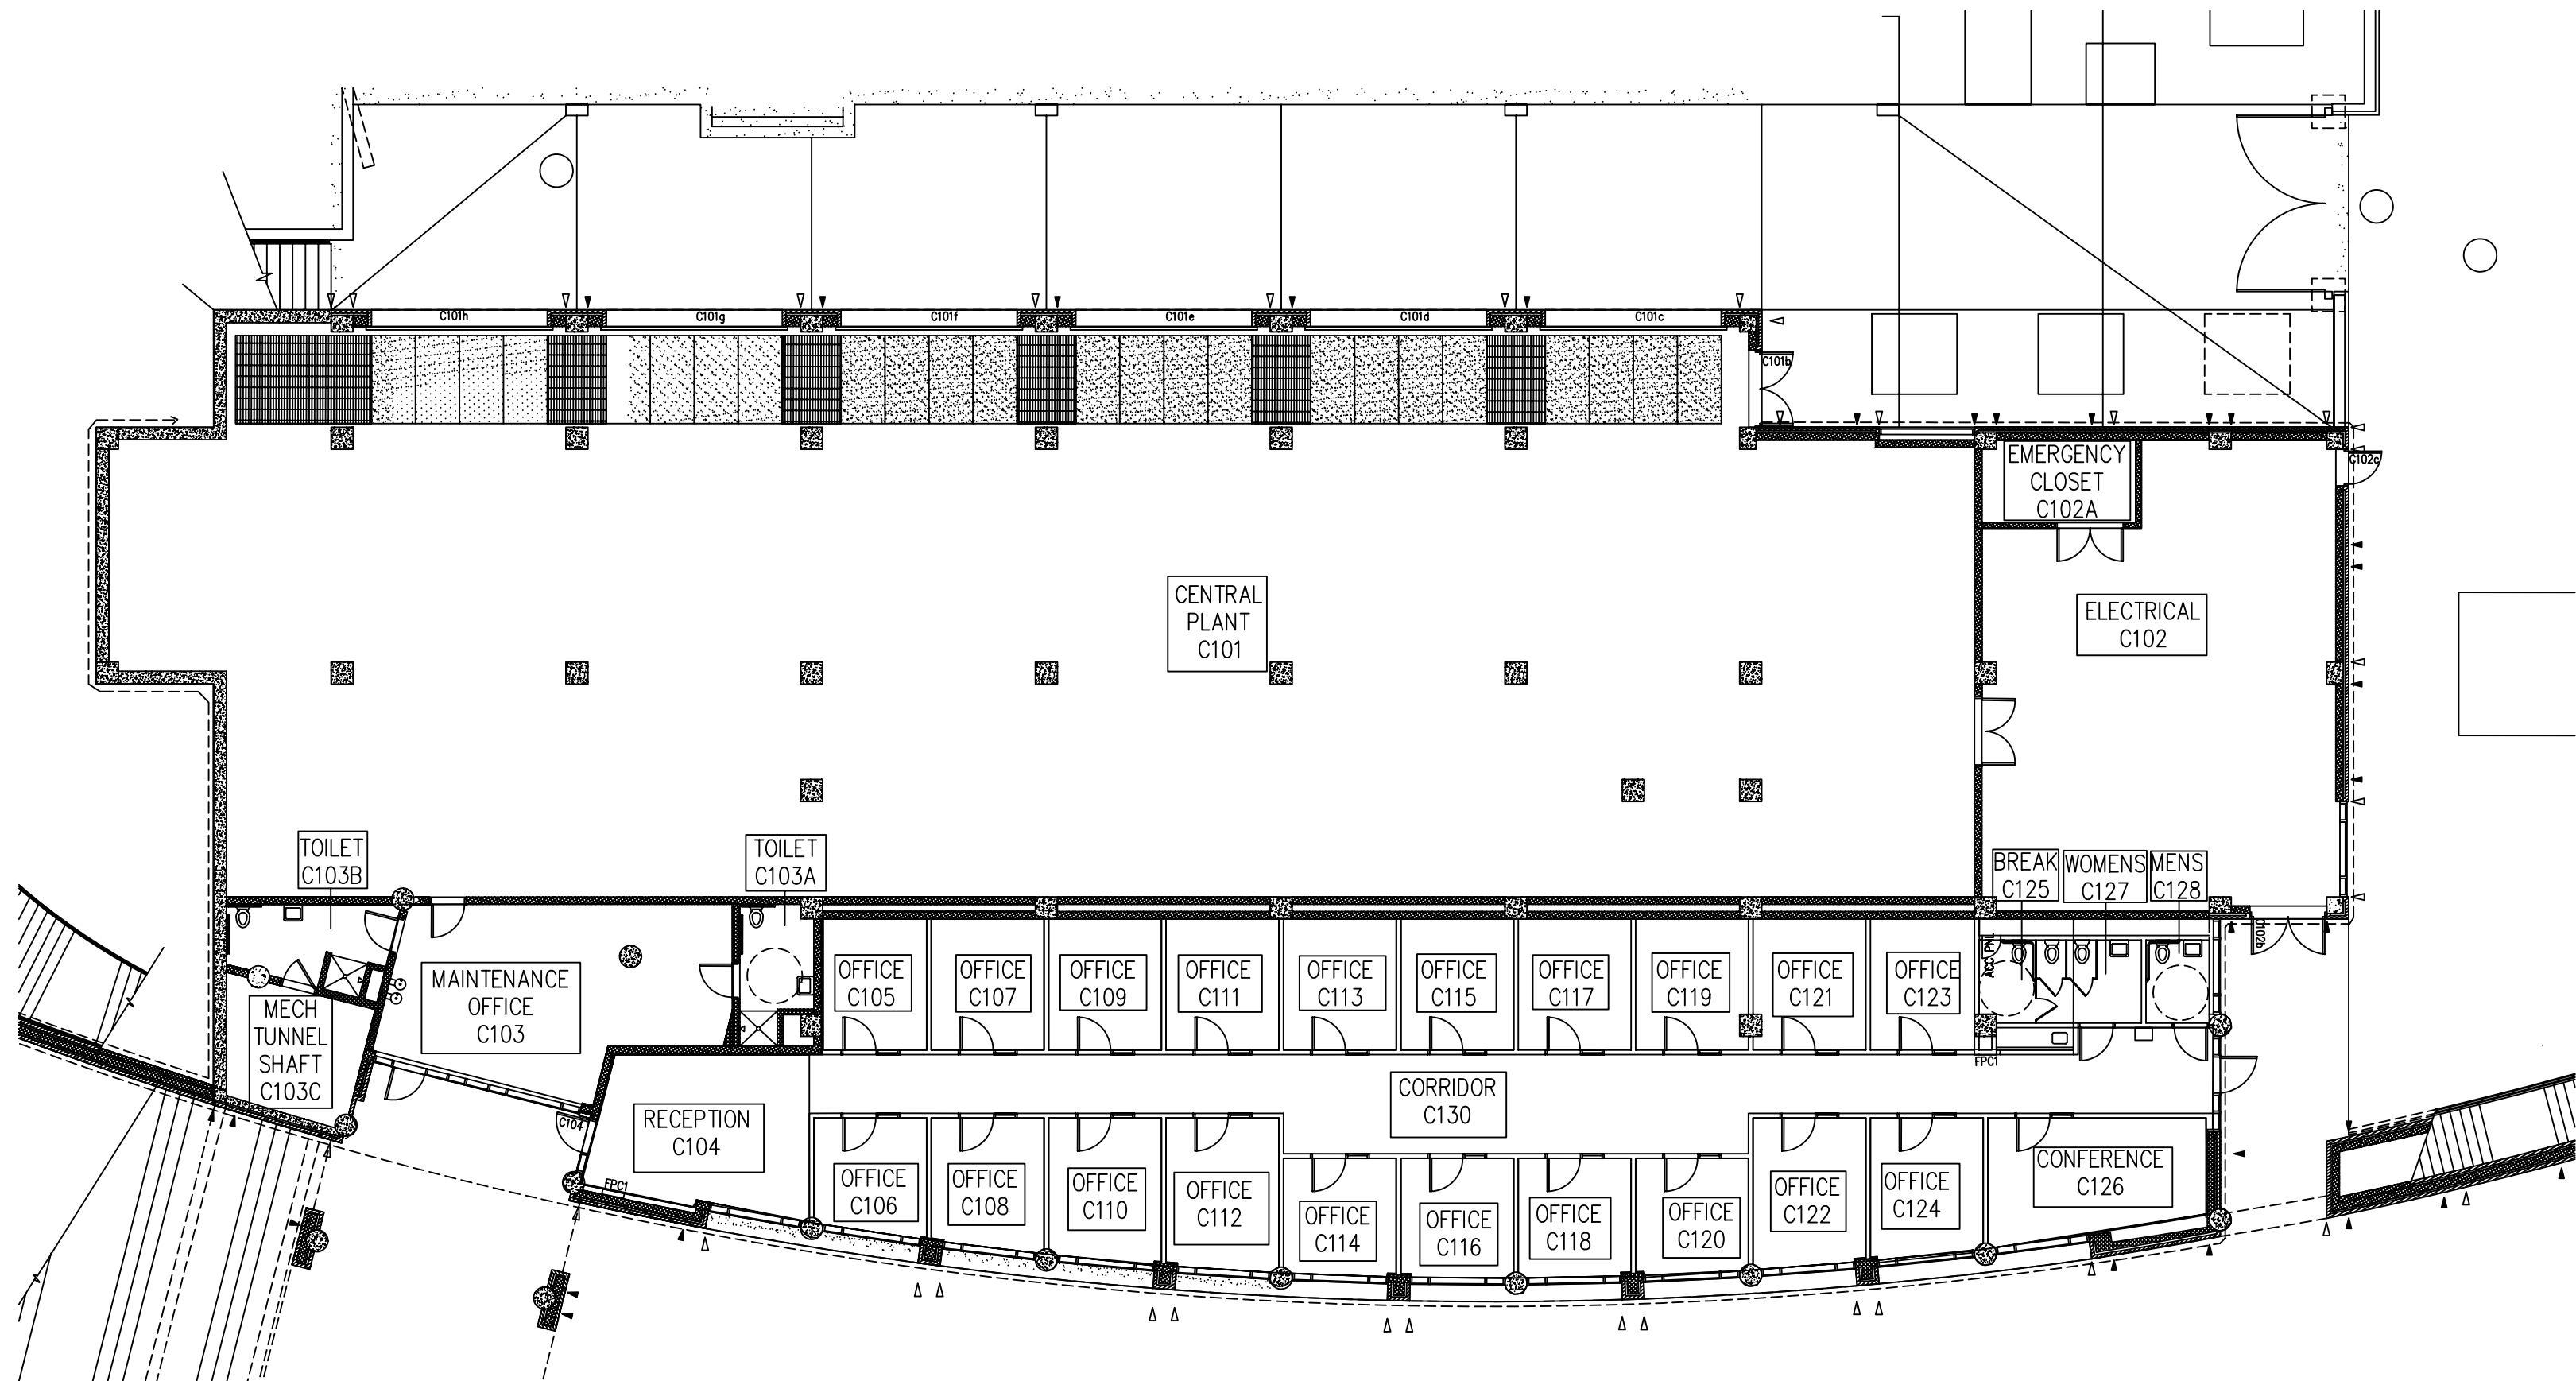 C101h
C101g
C101f
C101e
C101d
C101c
C101b
EMERGENCY
CLOSET
C102A
C102c
CENTRAL
PLANT
C101
ELECTRICAL
C102
TOILET
C103B
TOILET
C103A
BREAK
C125
WOMENS
C127
MENS
C128
C102b
ACC PNL
MAINTENANCE
OFFICE
C103
MECH
TUNNEL
SHAFT
C103C
OFFICE
C105
OFFICE
C107
OFFICE
C109
OFFICE
C111
OFFICE
C113
OFFICE
C115
OFFICE
C117
OFFICE
C119
OFFICE
C121
OFFICE
C123
FPC1
CORRIDOR
C130
RECEPTION
C104
C104
FPC1
OFFICE
C106
OFFICE
C108
OFFICE
C110
OFFICE
C112
OFFICE
C114
OFFICE
C116
OFFICE
C118
OFFICE
C120
OFFICE
C122
OFFICE
C124
CONFERENCE
C126